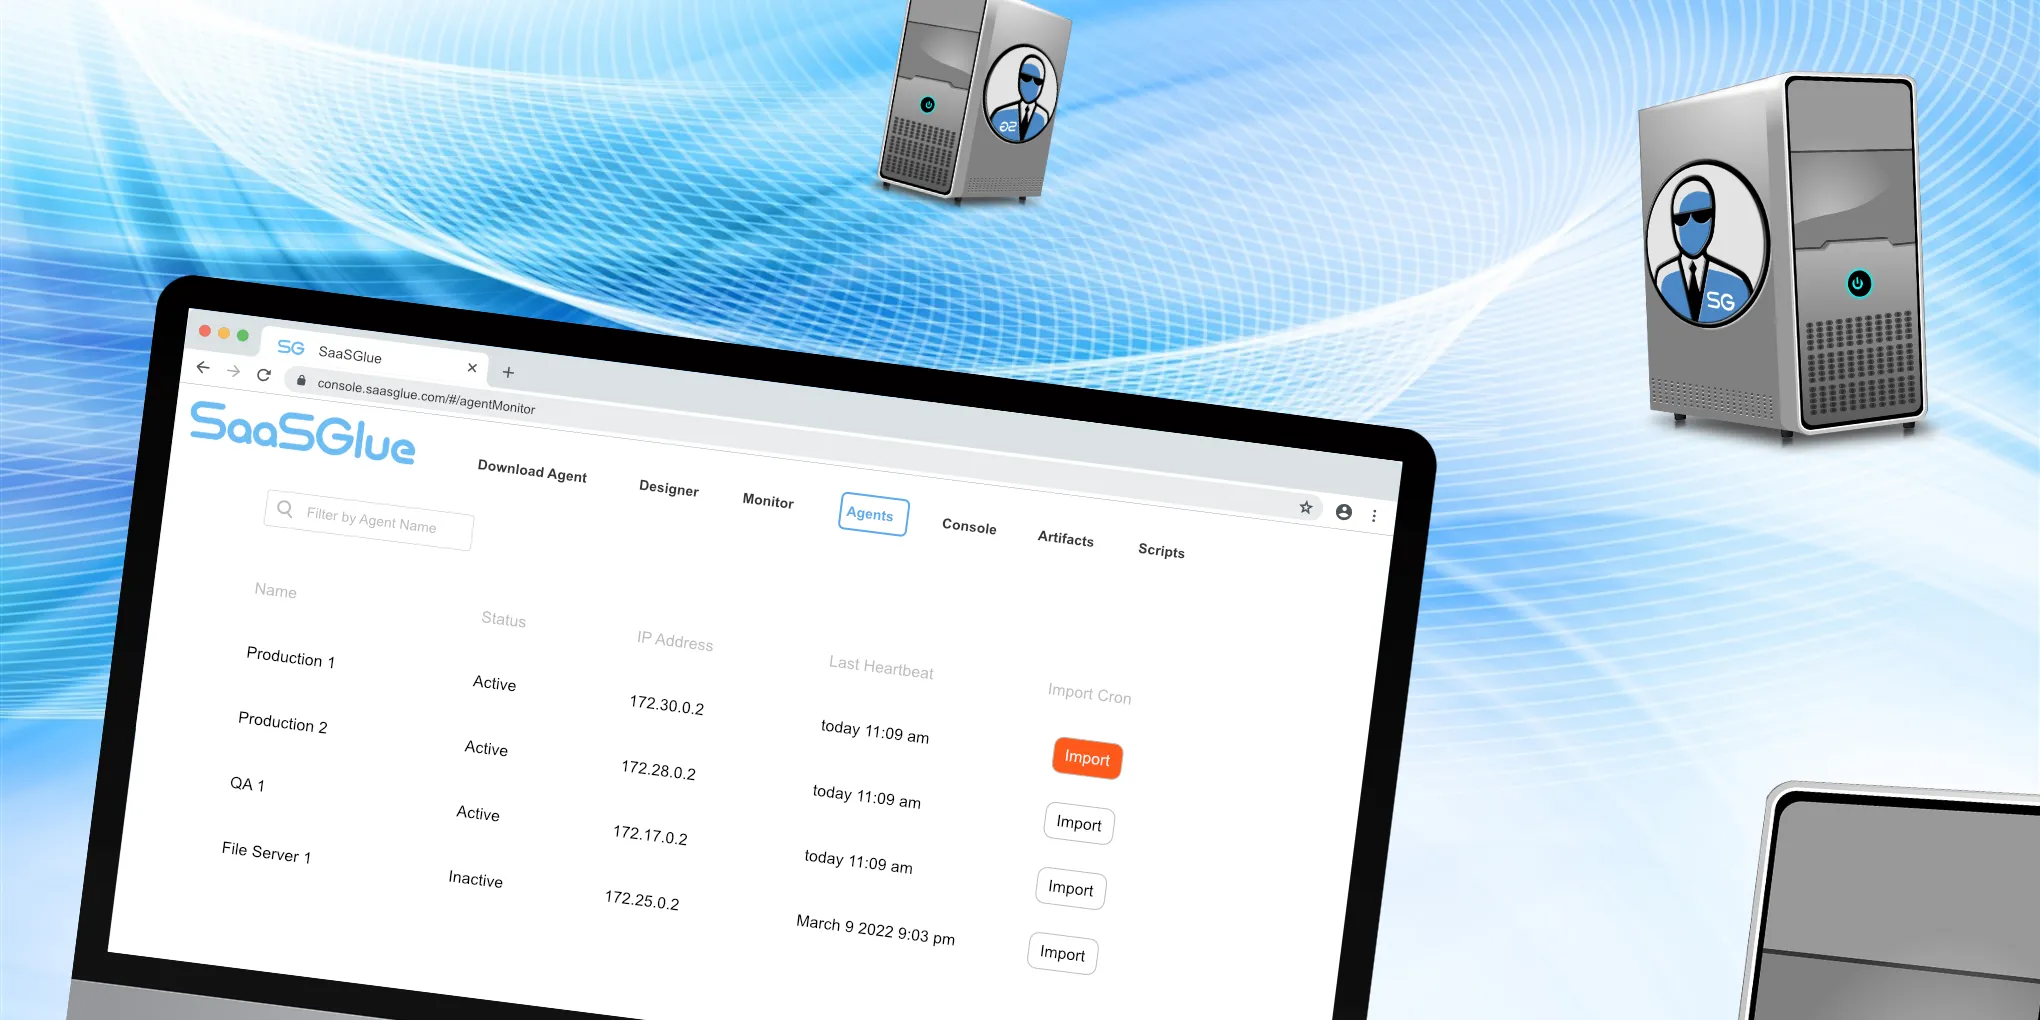 SG
SG
SG SaaSGlue
console.saasglue.com/#/agentMonitor
SaaSGlue
Download Agent Designer Monitor Agents Console Artifacts Scripts
Filter by Agent Name
Name Status IP Address Last Heartbeat Import Cron
Production 1 Active 172.30.0.2 today 11:09 am Import
Production 2 Active 172.28.0.2 today 11:09 am Import
QA 1 Active 172.17.0.2 today 11:09 am Import
File Server 1 Inactive 172.25.0.2 March 9 2022 9:03 pm Import